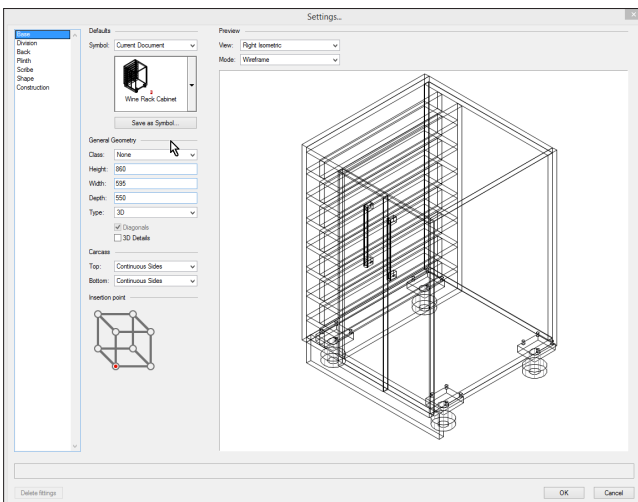 Settings...
Base
Division
Back
Plinth
Scribe
Shape
Construction
Defaults
Symbol: Current Document
2
Wine Rack Cabinet
Save as Symbol...
General Geometry
Class: None
Height: 860
Width: 595
Depth: 550
Type: 3D
Diagonals
3D Details
Carcass
Top: Continuous Sides
Bottom: Continuous Sides
Insertion point
Preview
View: Right Isometric
Mode: Wireframe
Delete fittings
OK
Cancel